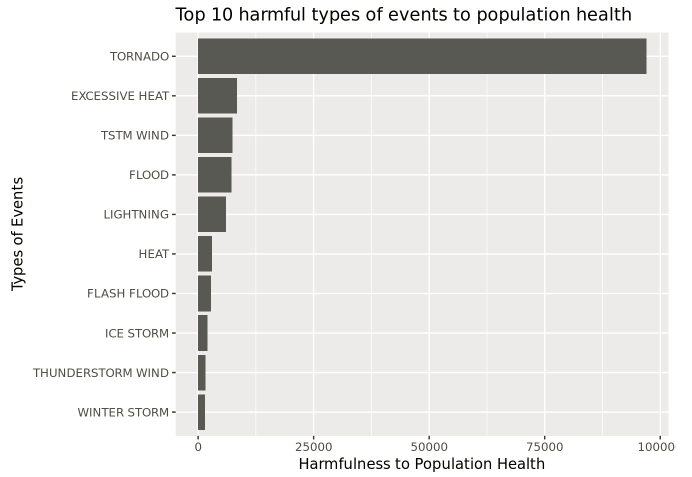 Top 10 harmful types of events to population health
TORNADO
EXCESSIVE HEAT
TSTM WIND
FLOOD
LIGHTNING
HEAT
FLASH FLOOD
ICE STORM
THUNDERSTORM WIND
WINTER STORM
Types of Events
0 25000 50000 75000 10000
Harmfulness to Population Health